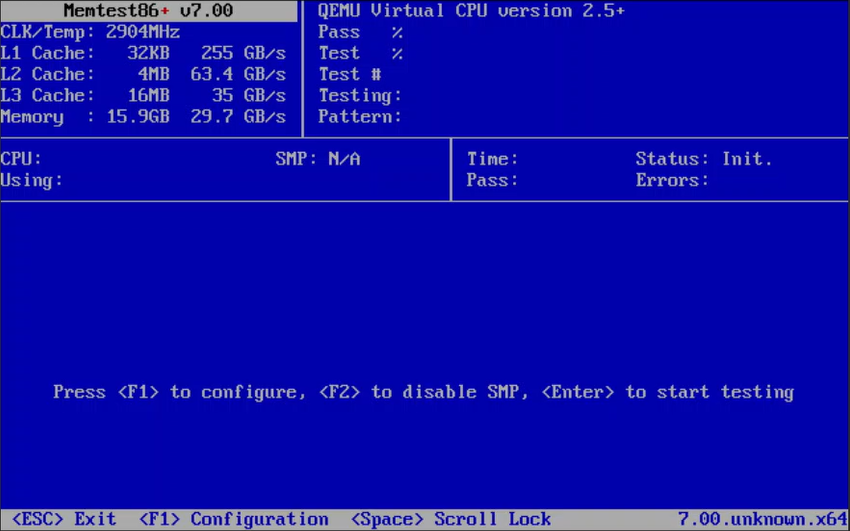 Memtest86+ v7.00
CLK/Temp: 2904MHz
L1 Cache: 32KB 255 GB/s
L2 Cache: 4MB 63.4 GB/s
L3 Cache: 16MB 35 GB/s
Memory : 15.9GB 29.7 GB/s
QEMU Virtual CPU version 2.5+
Pass %
Test %
Test #
Testing:
Pattern:
CPU: SMP: N/A
Using:
Time: Status: Init.
Pass: Errors:
Press <F1> to configure, <F2> to disable SMP, <Enter> to start testing
<ESC> Exit <F1> Configuration <Space> Scroll Lock 7.00.unknown.x64